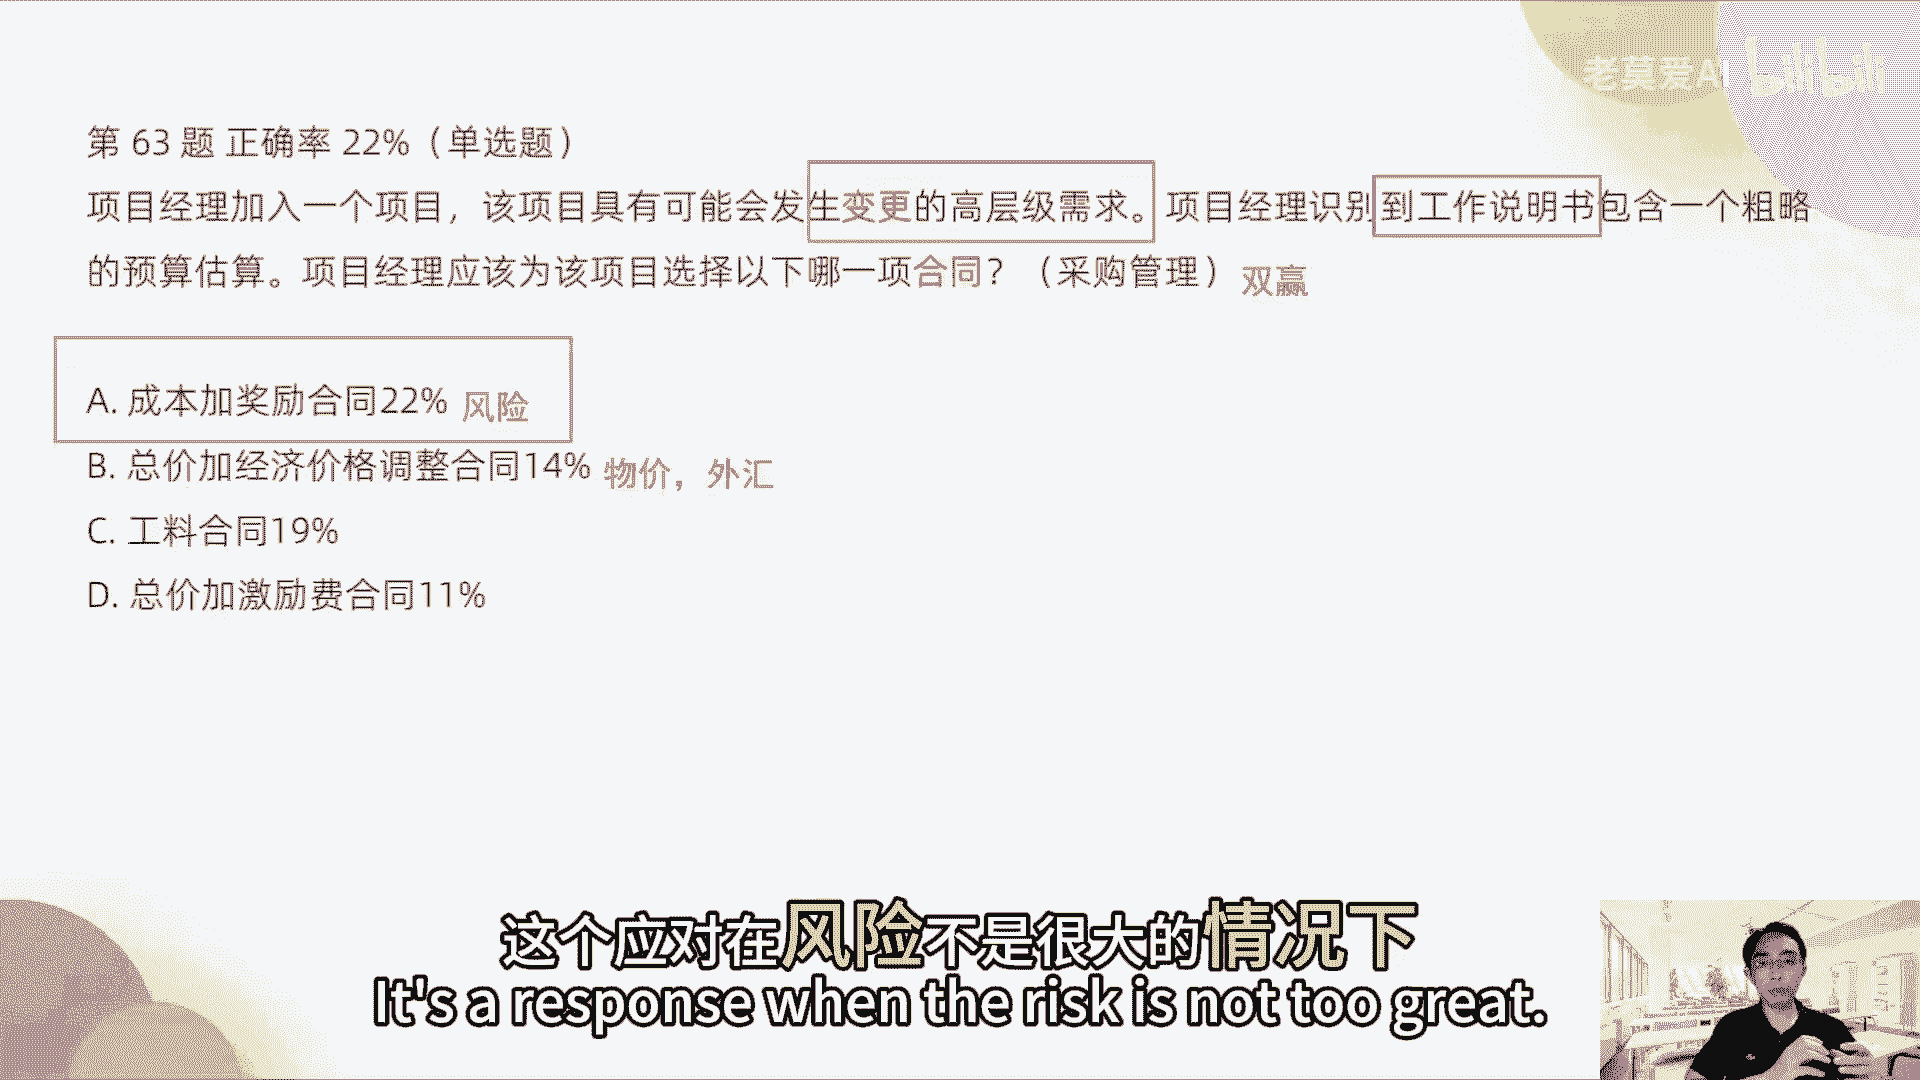 老莫爱AI bilibili
第 63 题 正确率 22%（单选题）
项目经理加入一个项目，该项目具有可能会发生变更的高层级需求。项目经理识别到工作说明书包含一个粗略
的预算估算。项目经理应该为该项目选择以下哪一项合同？（采购管理）双赢
A. 成本加奖励合同22% 风险
B. 总价加经济价格调整合同14% 物价，外汇
C. 工料合同19%
D. 总价加激励费合同11%
这个应对在风险不是很大的情况下
It's a response when the risk is not too great.